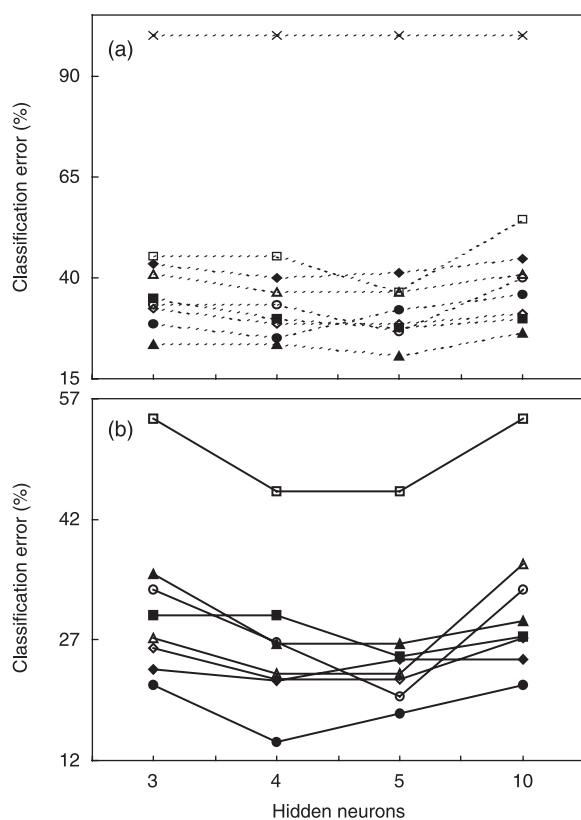 (a)
Classification error (%)
90
65
40
15
57
(b)
Classification error (%)
42
27
12
3 4 5 10
Hidden neurons